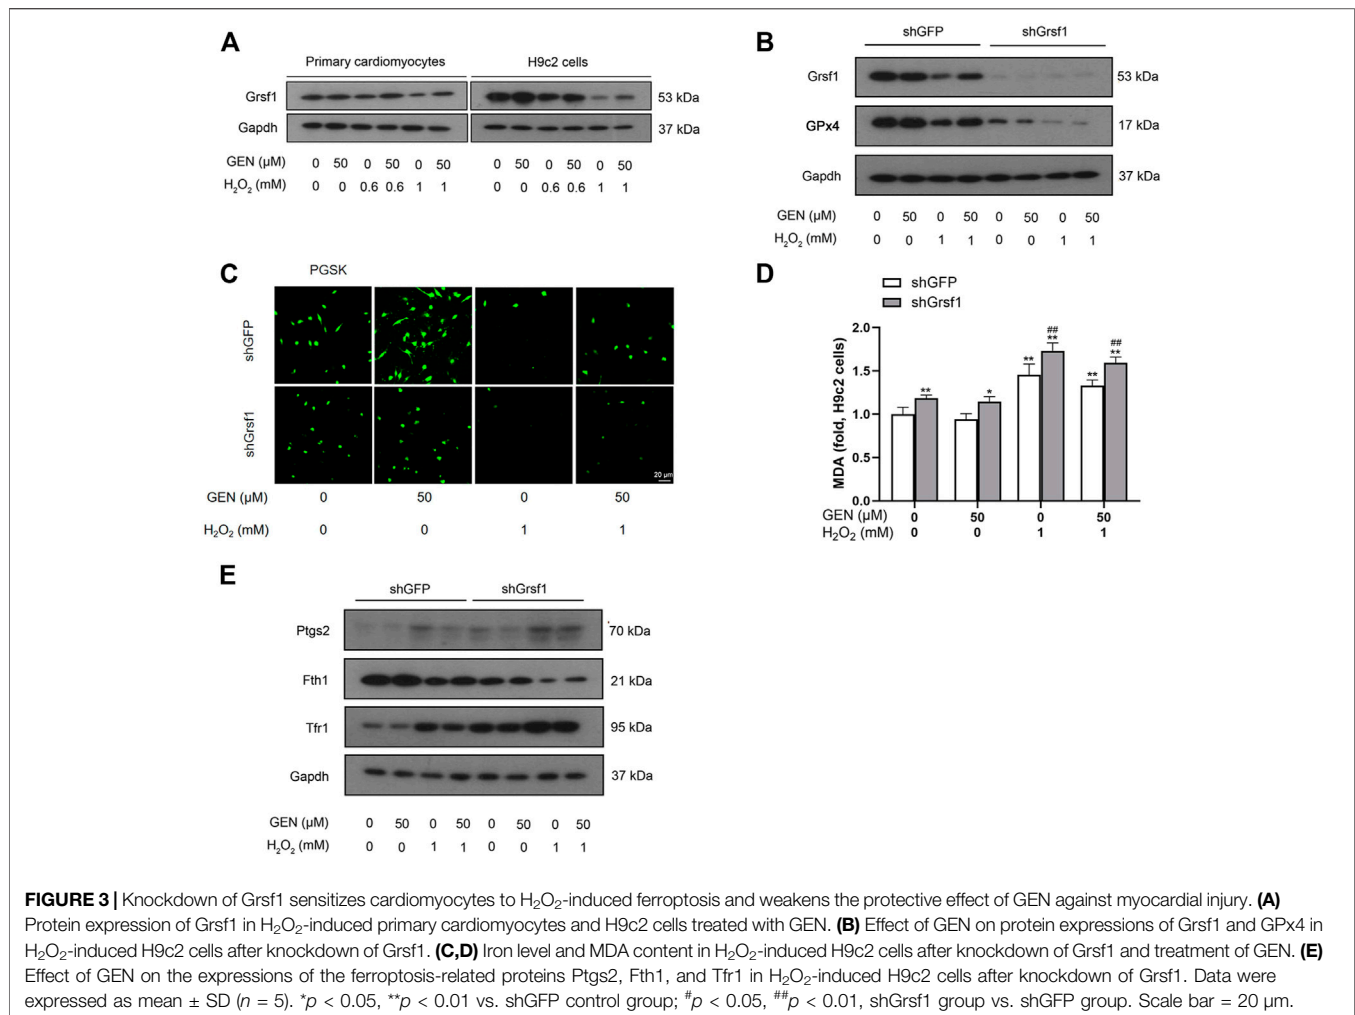 A
Primary cardiomyocytes H9c2 cells
Grsf1 53 kDa
Gapdh 37 kDa
GEN (µM) 0 50 0 50 0 50 0 50 0 50 0 50
H₂O₂ (mM) 0 0 0.6 0.6 1 1 0 0 0.6 0.6 1 1
B
shGFP shGrsf1
Grsf1 53 kDa
GPx4 17 kDa
Gapdh 37 kDa
GEN (µM) 0 50 0 50 0 50 0 50
H₂O₂ (mM) 0 0 1 1 0 0 1 1
C
PGSK
shGFP
shGrsf1
20 µm
GEN (µM) 0 50 0 50
H₂O₂ (mM) 0 0 1 1
D
shGFP
shGrsf1
MDA (fold, H9c2 cells)
2.0
1.5
1.0
0.5
0.0
** * ** ## ** ** ## **
GEN (µM) 0 50 0 50
H₂O₂ (mM) 0 0 1 1
E
shGFP shGrsf1
Ptgs2 70 kDa
Fth1 21 kDa
Tfr1 95 kDa
Gapdh 37 kDa
GEN (µM) 0 50 0 50 0 50 0 50
H₂O₂ (mM) 0 0 1 1 0 0 1 1
FIGURE 3 | Knockdown of Grsf1 sensitizes cardiomyocytes to H₂O₂-induced ferroptosis and weakens the protective effect of GEN against myocardial injury. (A)
Protein expression of Grsf1 in H₂O₂-induced primary cardiomyocytes and H9c2 cells treated with GEN. (B) Effect of GEN on protein expressions of Grsf1 and GPx4 in
H₂O₂-induced H9c2 cells after knockdown of Grsf1. (C,D) Iron level and MDA content in H₂O₂-induced H9c2 cells after knockdown of Grsf1 and treatment of GEN. (E)
Effect of GEN on the expressions of the ferroptosis-related proteins Ptgs2, Fth1, and Tfr1 in H₂O₂-induced H9c2 cells after knockdown of Grsf1. Data were
expressed as mean ± SD (n = 5). *p < 0.05, **p < 0.01 vs. shGFP control group; #p < 0.05, ##p < 0.01, shGrsf1 group vs. shGFP group. Scale bar = 20 µm.